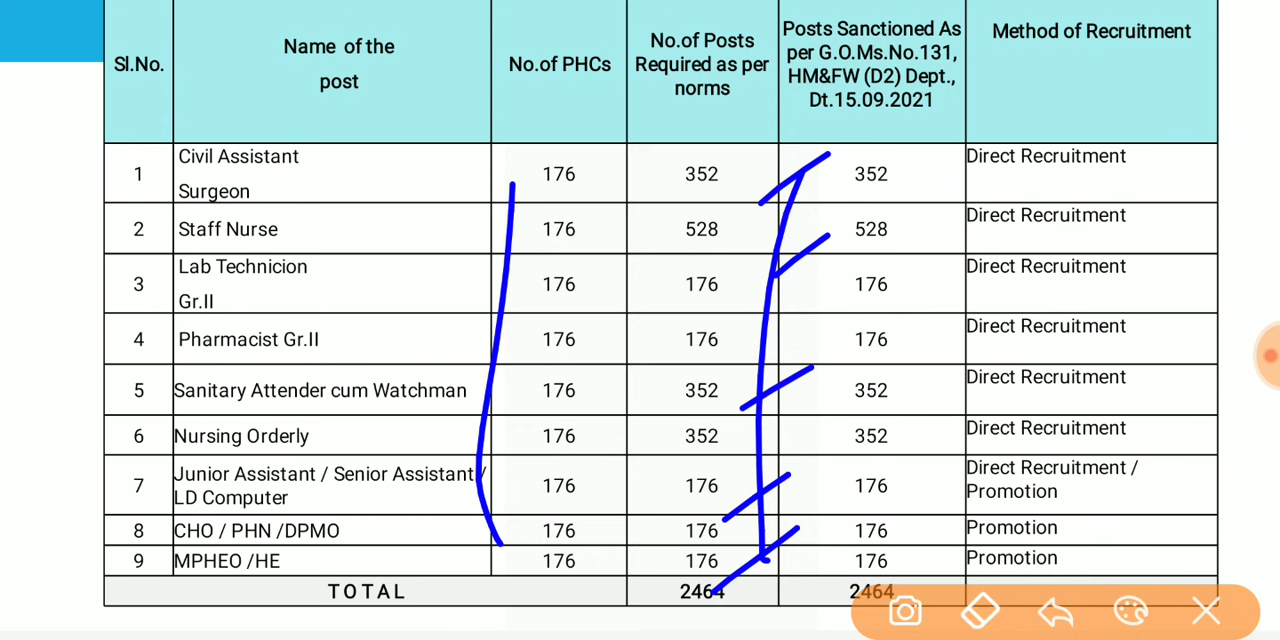 Sl.No. Name of the post No.of PHCs No.of Posts Required as per norms Posts Sanctioned As per G.O.Ms.No.131, HM&FW (D2) Dept., Dt.15.09.2021 Method of Recruitment
1 Civil Assistant Surgeon 176 352 352 Direct Recruitment
2 Staff Nurse 176 528 528 Direct Recruitment
3 Lab Technicion Gr.II 176 176 176 Direct Recruitment
4 Pharmacist Gr.II 176 176 176 Direct Recruitment
5 Sanitary Attender cum Watchman 176 352 352 Direct Recruitment
6 Nursing Orderly 176 352 352 Direct Recruitment
7 Junior Assistant / Senior Assistant / LD Computer 176 176 176 Direct Recruitment / Promotion
8 CHO / PHN /DPMO 176 176 176 Promotion
9 MPHEO /HE 176 176 176 Promotion
TOTAL 2464 2464